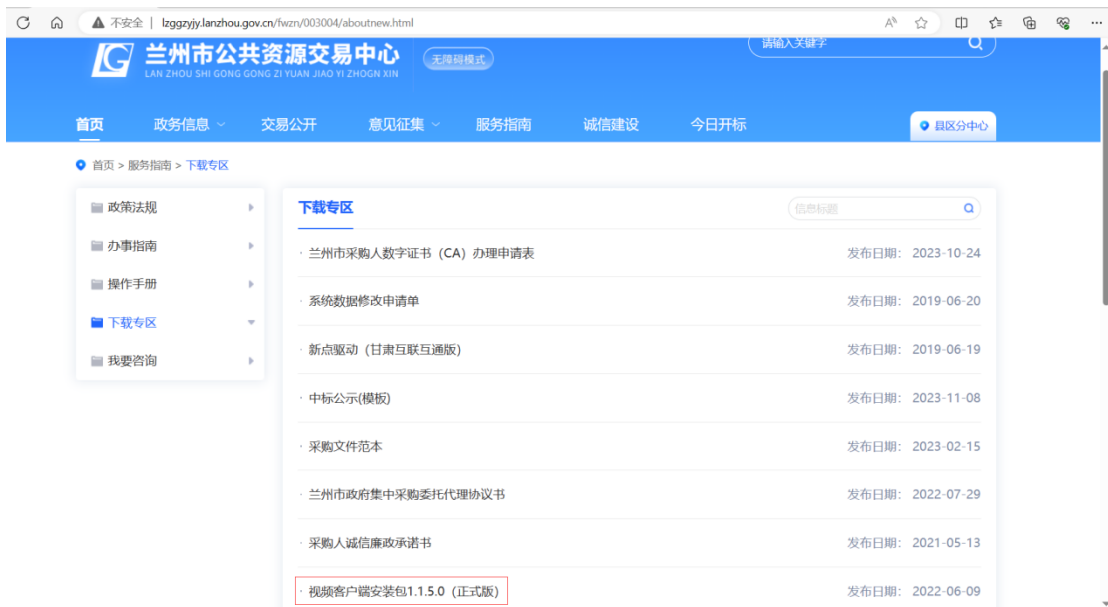 不安全 | lzggzyjy.lanzhou.gov.cn/fwzn/003004/aboutnew.html
兰州市公共资源交易中心
LAN ZHOU SHI GONG GONG ZI YUAN JIAO YI ZHOGN XIN
无障碍模式
请输入关键字
首页 政务信息 交易公开 意见征集 服务指南 诚信建设 今日开标 县区分中心
首页 > 服务指南 > 下载专区
政策法规
办事指南
操作手册
下载专区
我要咨询
下载专区 信息标题
· 兰州市采购人数字证书（CA）办理申请表 发布日期： 2023-10-24
· 系统数据修改申请单 发布日期： 2019-06-20
· 新点驱动（甘肃互联互通版） 发布日期： 2019-06-19
· 中标公示(模板) 发布日期： 2023-11-08
· 采购文件范本 发布日期： 2023-02-15
· 兰州市政府集中采购委托代理协议书 发布日期： 2022-07-29
· 采购人诚信廉政承诺书 发布日期： 2021-05-13
· 视频客户端安装包1.1.5.0（正式版） 发布日期： 2022-06-09